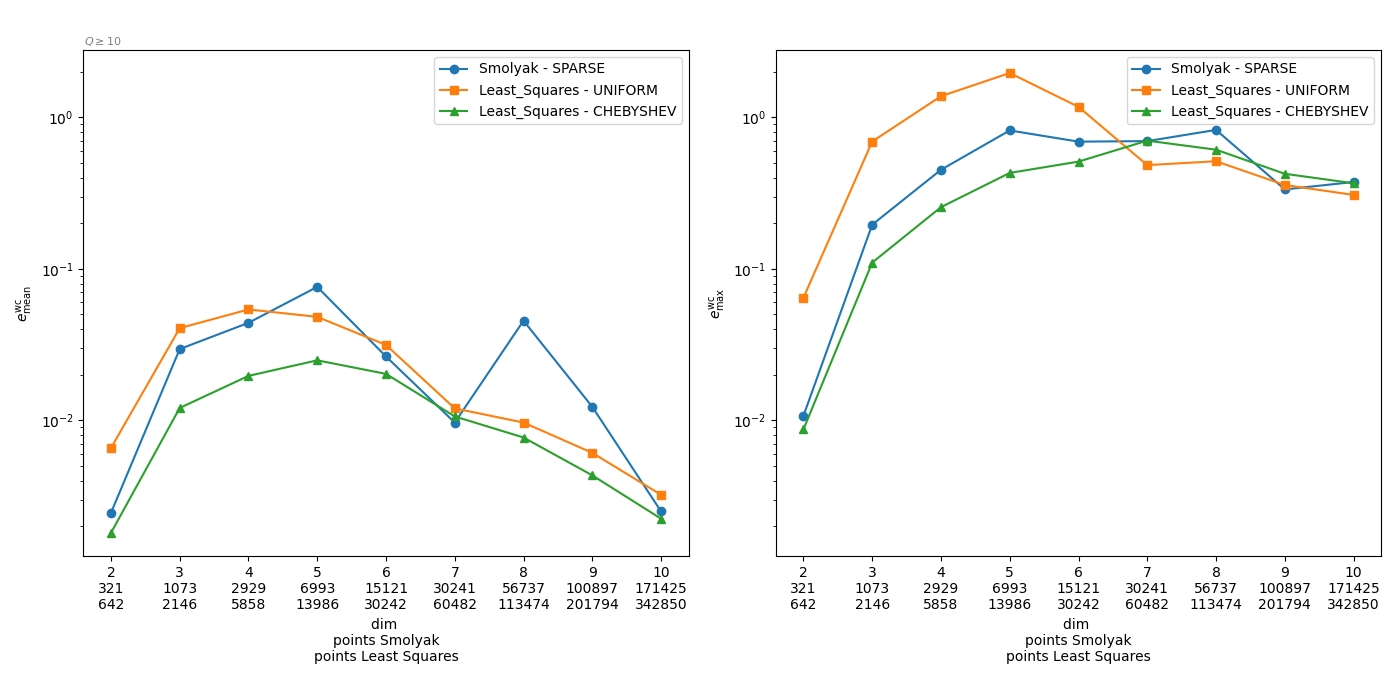 Q ≥ 10
Smolyak - SPARSE
Least_Squares - UNIFORM
Least_Squares - CHEBYSHEV
10⁰
10⁻¹
10⁻²
e^wc_mean
2 3 4 5 6 7 8 9 10
321 1073 2929 6993 15121 30241 56737 100897 171425
642 2146 5858 13986 30242 60482 113474 201794 342850
dim
points Smolyak
points Least Squares
Smolyak - SPARSE
Least_Squares - UNIFORM
Least_Squares - CHEBYSHEV
10⁰
10⁻¹
10⁻²
e^wc_max
2 3 4 5 6 7 8 9 10
321 1073 2929 6993 15121 30241 56737 100897 171425
642 2146 5858 13986 30242 60482 113474 201794 342850
dim
points Smolyak
points Least Squares